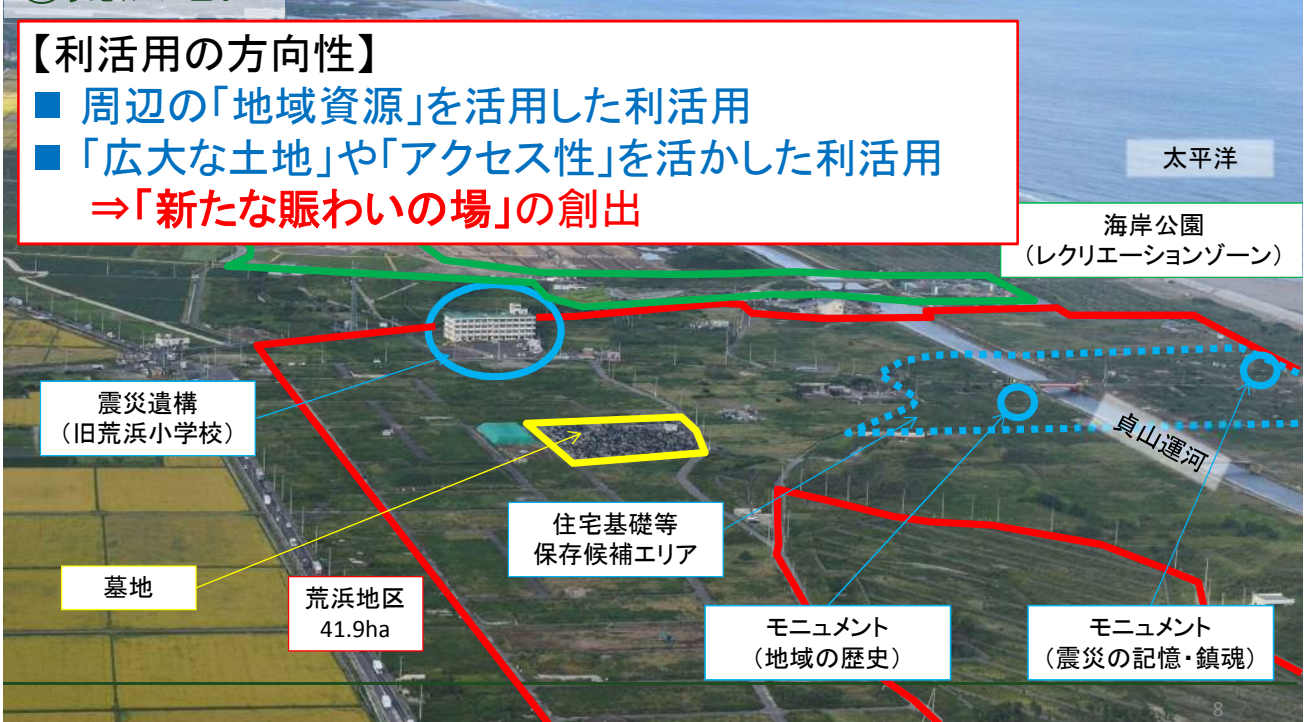 【利活用の方向性】
■ 周辺の「地域資源」を活用した利活用
■ 「広大な土地」や「アクセス性」を活かした利活用
⇒「新たな賑わいの場」の創出
太平洋
海岸公園
（レクリエーションゾーン）
震災遺構
（旧荒浜小学校）
貞山運河
住宅基礎等
保存候補エリア
墓地
荒浜地区
41.9ha
モニュメント
（地域の歴史）
モニュメント
（震災の記憶・鎮魂）
8